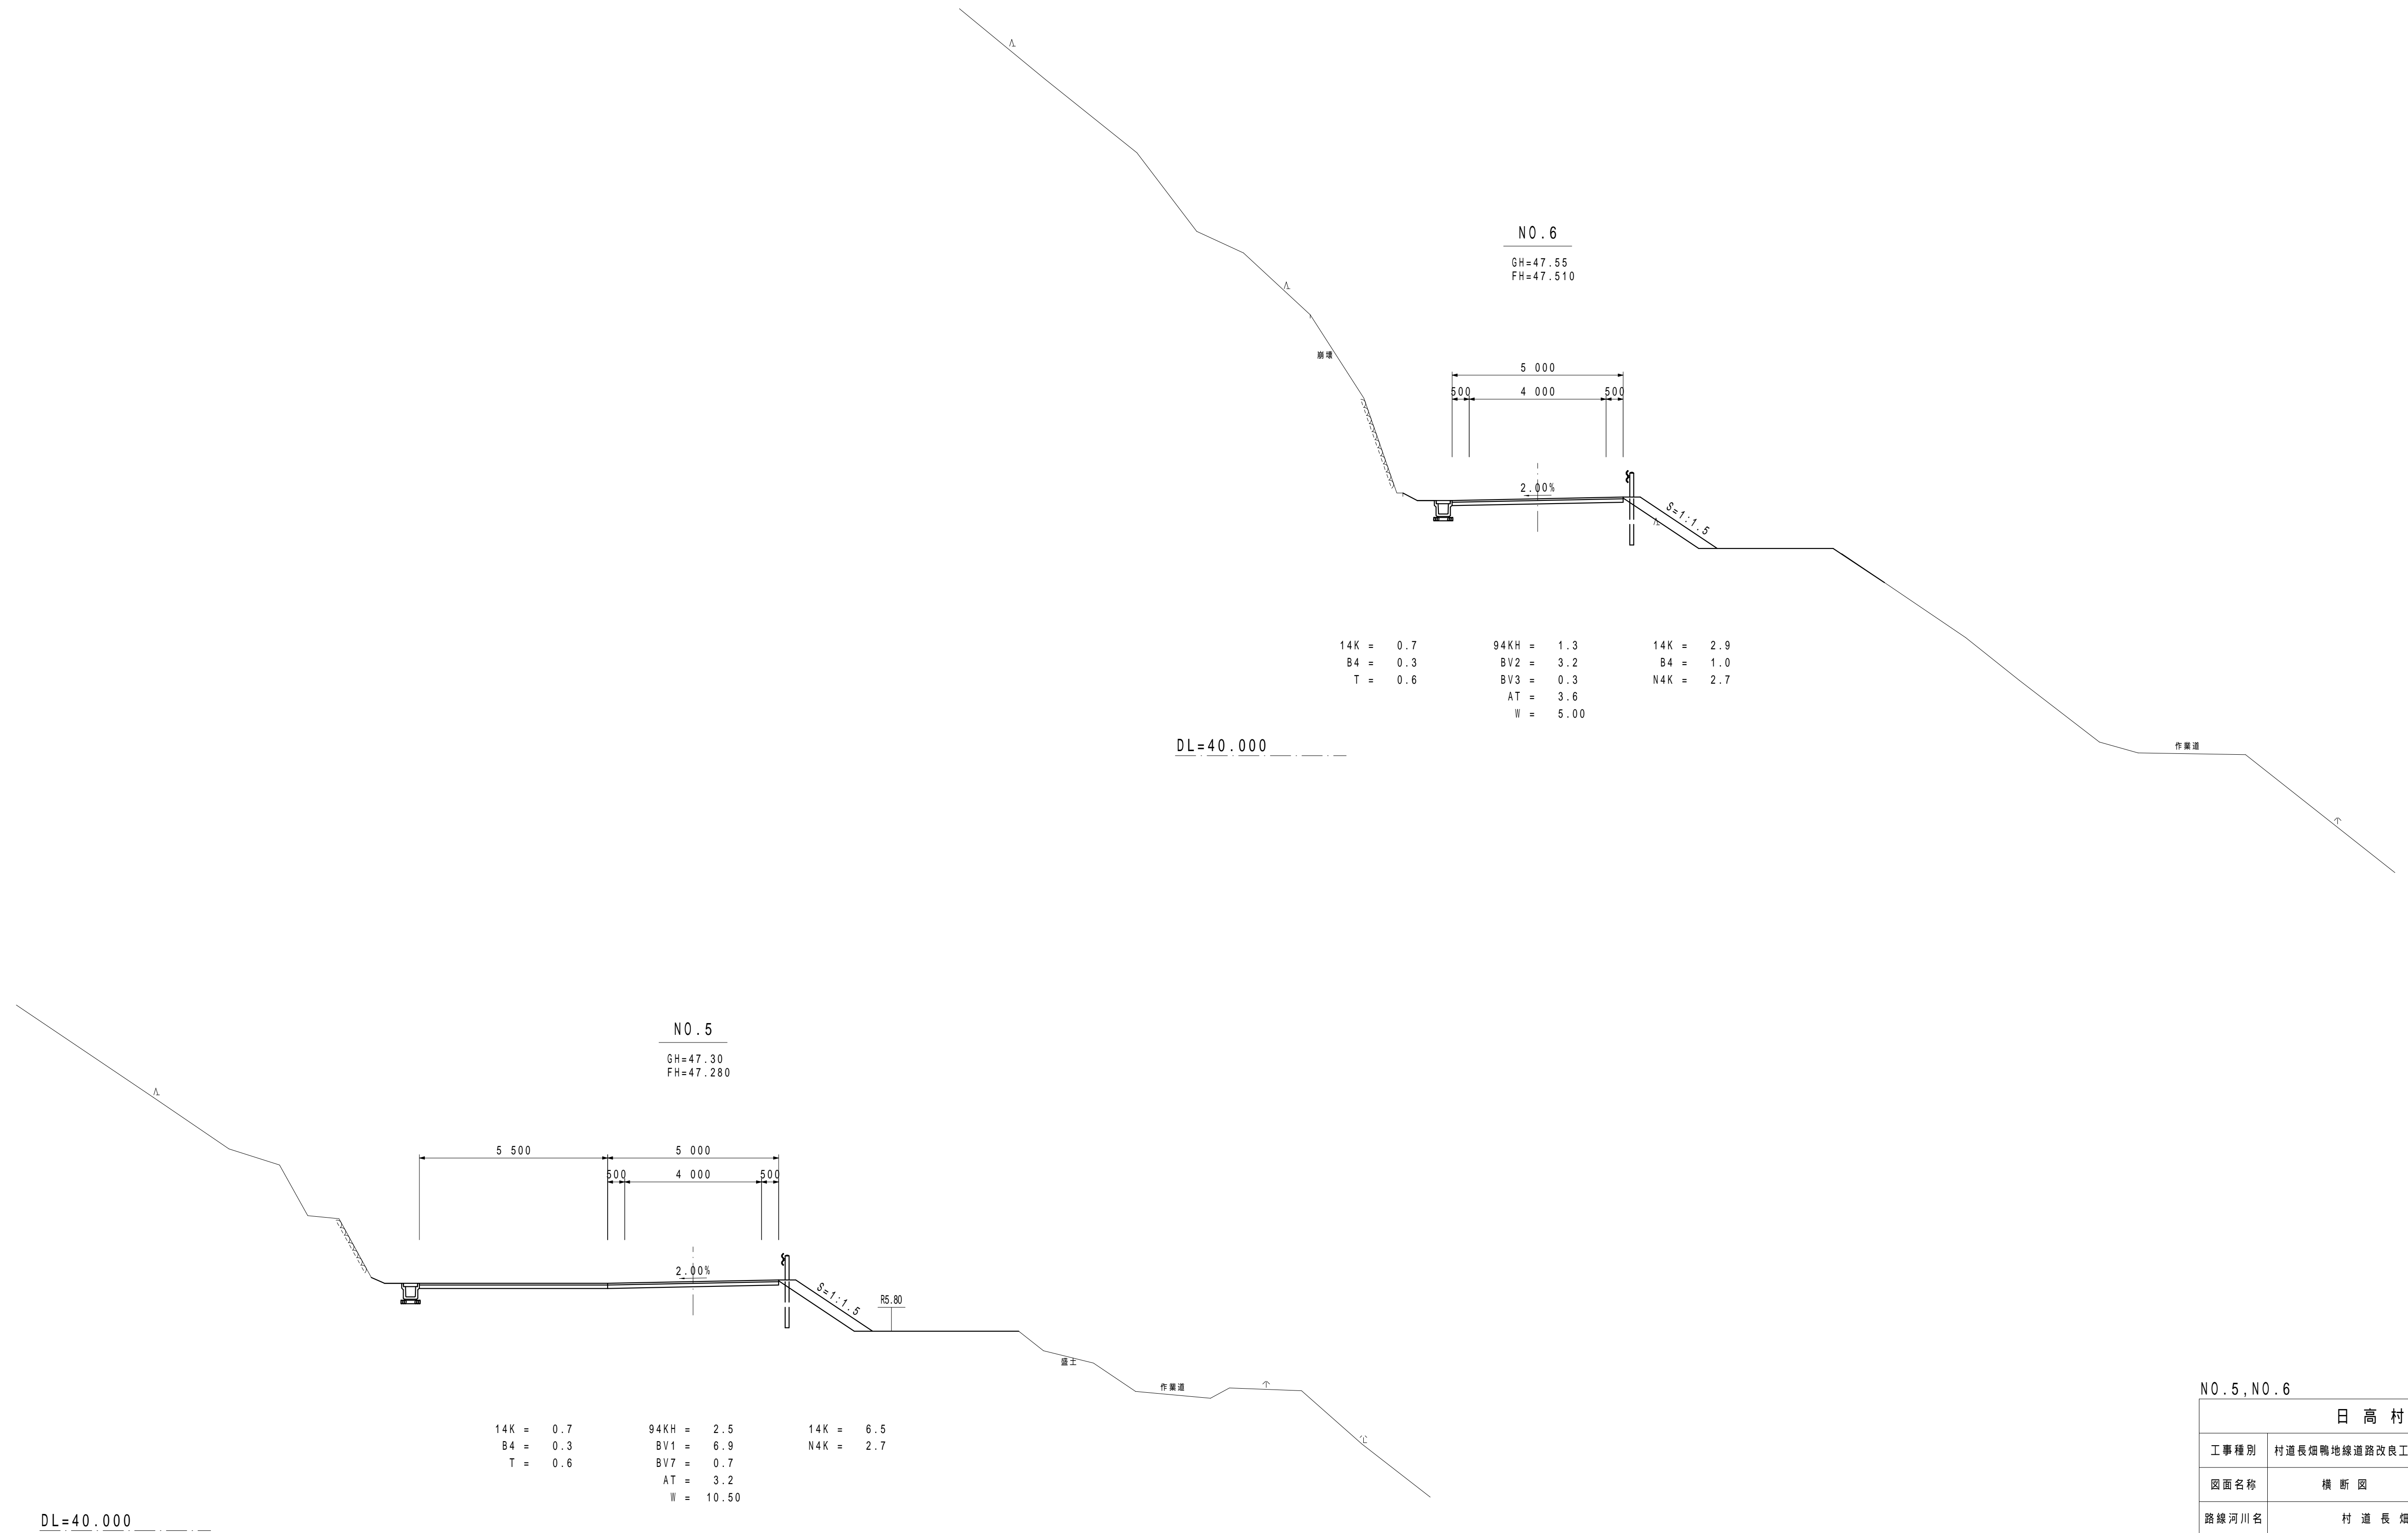 NO.6
GH=47.55
FH=47.510
崩壊
5 000
500 4 000 500
2.00%
S=1:1.5
14K = 0.7 94KH = 1.3 14K = 2.9
B4 = 0.3 BV2 = 3.2 B4 = 1.0
T = 0.6 BV3 = 0.3 N4K = 2.7
AT = 3.6
W = 5.00
DL=40.000
作業道
NO.5
GH=47.30
FH=47.280
5 500 5 000
500 4 000 500
2.00%
S=1:1.5
R5.80
盛土
作業道
14K = 0.7 94KH = 2.5 14K = 6.5
B4 = 0.3 BV1 = 6.9 N4K = 2.7
T = 0.6 BV7 = 0.7
AT = 3.2
W = 10.50
DL=40.000
NO.5,NO.6
日高村
工事種別 村道長畑鴨地線道路改良工
図面名称 横断図
路線河川名 村道長畑